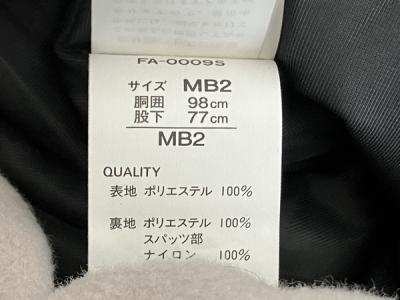 FA-0009S
サイズ MB2
胴囲 98cm
股下 77cm
MB2
QUALITY
表地 ポリエステル 100%
裏地 ポリエステル 100%
スパッツ部
ナイロン 100%